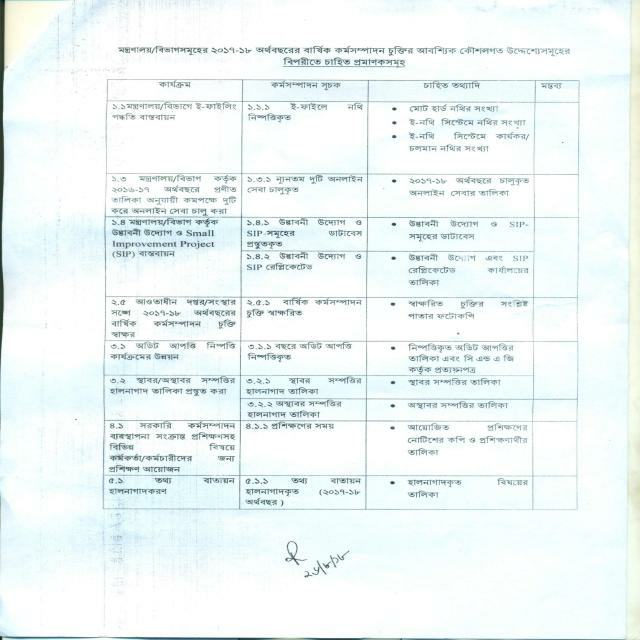 মন্ত্রণালয়/বিভাগসমূহের ২০১৭-১৮ অর্থবছরের বার্ষিক কর্মসম্পাদন চুক্তির আবশ্যিক কৌশলগত উদ্দেশ্যসমূহের
বিপরীতে চাহিত প্রমাণকসমূহ
কার্যক্রম কর্মসম্পাদন সূচক চাহিত তথ্যাদি মন্তব্য
১.১মন্ত্রণালয়/বিভাগে ই-ফাইলিং
পদ্ধতি বাস্তবায়ন
১.১.১ ই-ফাইলে নথি
নিষ্পত্তিকৃত
• মোট হার্ড নথির সংখ্যা
• ই-নথি সিস্টেমে নথির সংখ্যা
• ই-নথি সিস্টেমে কার্যকর/
চলমান নথির সংখ্যা
১.৩ মন্ত্রণালয়/বিভাগ কর্তৃক
২০১৬-১৭ অর্থবছরে প্রণীত
তালিকা অনুযায়ী কমপক্ষে দুটি
করে অনলাইন সেবা চালু করা
১.৩.১ ন্যূনতম দুটি অনলাইন
সেবা চালুকৃত
• ২০১৭-১৮ অর্থবছরে চালুকৃত
অনলাইন সেবার তালিকা
১.৪ মন্ত্রণালয়/বিভাগ কর্তৃক
উদ্ভাবনী উদ্যোগ ও Small
Improvement Project
(SIP) বাস্তবায়ন
১.৪.১ উদ্ভাবনী উদ্যোগ ও
SIP-সমূহের ডাটাবেস
প্রস্তুতকৃত
• উদ্ভাবনী উদ্যোগ ও SIP-
সমূহের ডাটাবেস
১.৪.২ উদ্ভাবনী উদ্যোগ ও
SIP রেপ্লিকেটেড
• উদ্ভাবনী উদ্যোগ এবং SIP
রেপ্লিকেটেড কার্যালয়ের
তালিকা
২.৫ আওতাধীন দপ্তর/সংস্থার
সঙ্গে ২০১৭-১৮ অর্থবছরের
বার্ষিক কর্মসম্পাদন চুক্তি
স্বাক্ষর
২.৫.১ বার্ষিক কর্মসম্পাদন
চুক্তি স্বাক্ষরিত
• স্বাক্ষরিত চুক্তির সংশ্লিষ্ট
পাতার ফটোকপি
৩.১ অডিট আপত্তি নিষ্পত্তি
কার্যক্রমের উন্নয়ন
৩.১.১ বছরে অডিট আপত্তি
নিষ্পত্তিকৃত
• নিষ্পত্তিকৃত অডিট আপত্তির
তালিকা এবং সি এন্ড এ জি
কর্তৃক প্রত্যয়নপত্র
৩.২ স্থাবর/অস্থাবর সম্পত্তির
হালনাগাদ তালিকা প্রস্তুত করা
৩.২.১ স্থাবর সম্পত্তির
হালনাগাদ তালিকা
• স্থাবর সম্পত্তির তালিকা
৩.২.২ অস্থাবর সম্পত্তির
হালনাগাদ তালিকা
• অস্থাবর সম্পত্তির তালিকা
৪.১ সরকারি কর্মসম্পাদন
ব্যবস্থাপনা সংক্রান্ত প্রশিক্ষণসহ
বিভিন্ন বিষয়ে
কর্মকর্তা/কর্মচারীদের জন্য
প্রশিক্ষণ আয়োজন
৪.১.১ প্রশিক্ষণের সময়
• আয়োজিত প্রশিক্ষণের
নোটিশের কপি ও প্রশিক্ষণার্থীর
তালিকা
৫.১ তথ্য বাতায়ন
হালনাগাদকরণ
৫.১.১ তথ্য বাতায়ন
হালনাগাদকৃত (২০১৭-১৮
অর্থবছর )
• হালনাগাদকৃত বিষয়ের
তালিকা